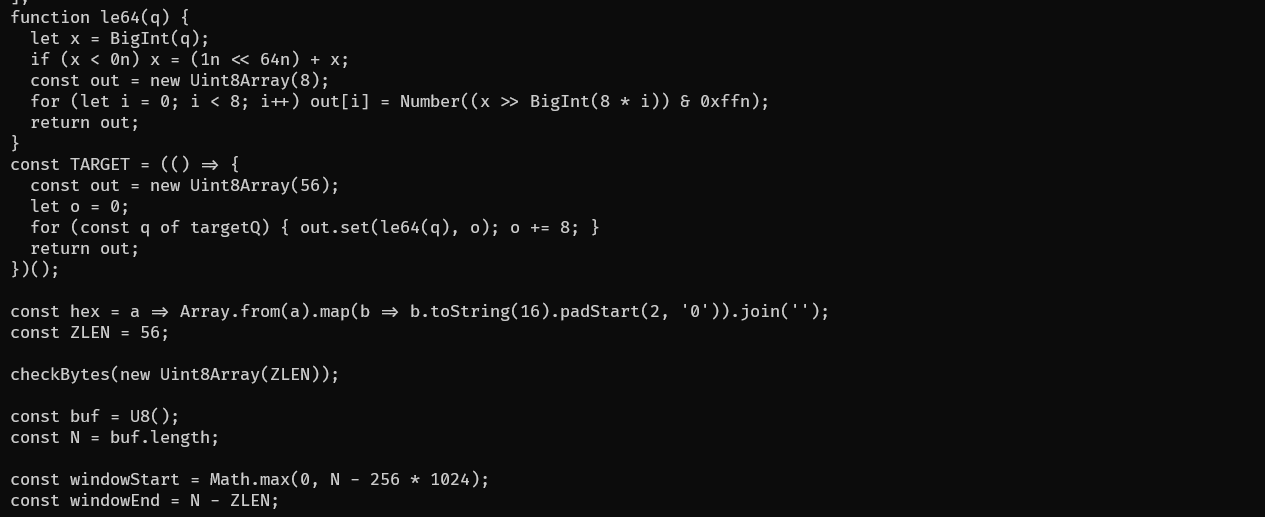 ];
function le64(q) {
  let x = BigInt(q);
  if (x < 0n) x = (1n << 64n) + x;
  const out = new Uint8Array(8);
  for (let i = 0; i < 8; i++) out[i] = Number((x >> BigInt(8 * i)) & 0xffn);
  return out;
}
const TARGET = (() => {
  const out = new Uint8Array(56);
  let o = 0;
  for (const q of targetQ) { out.set(le64(q), o); o += 8; }
  return out;
})();

const hex = a => Array.from(a).map(b => b.toString(16).padStart(2, '0')).join('');
const ZLEN = 56;

checkBytes(new Uint8Array(ZLEN));

const buf = U8();
const N = buf.length;

const windowStart = Math.max(0, N - 256 * 1024);
const windowEnd = N - ZLEN;